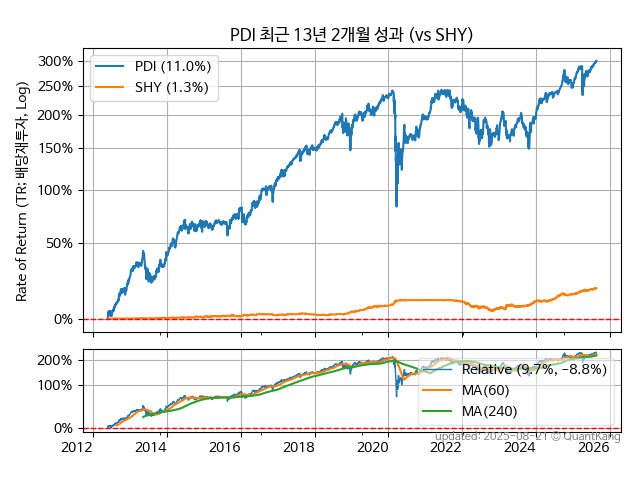 PDI 최근 13년 2개월 성과 (vs SHY)
300%
250%
200%
150%
100%
50%
0%
Rate of Return (TR: 배당재투자, Log)
PDI (11.0%)
SHY (1.3%)
200%
100%
0%
Relative (9.7%, −8.8%)
MA(60)
MA(240)
updated: 2025-08-21 © QuantKang
2012 2014 2016 2018 2020 2022 2024 2026